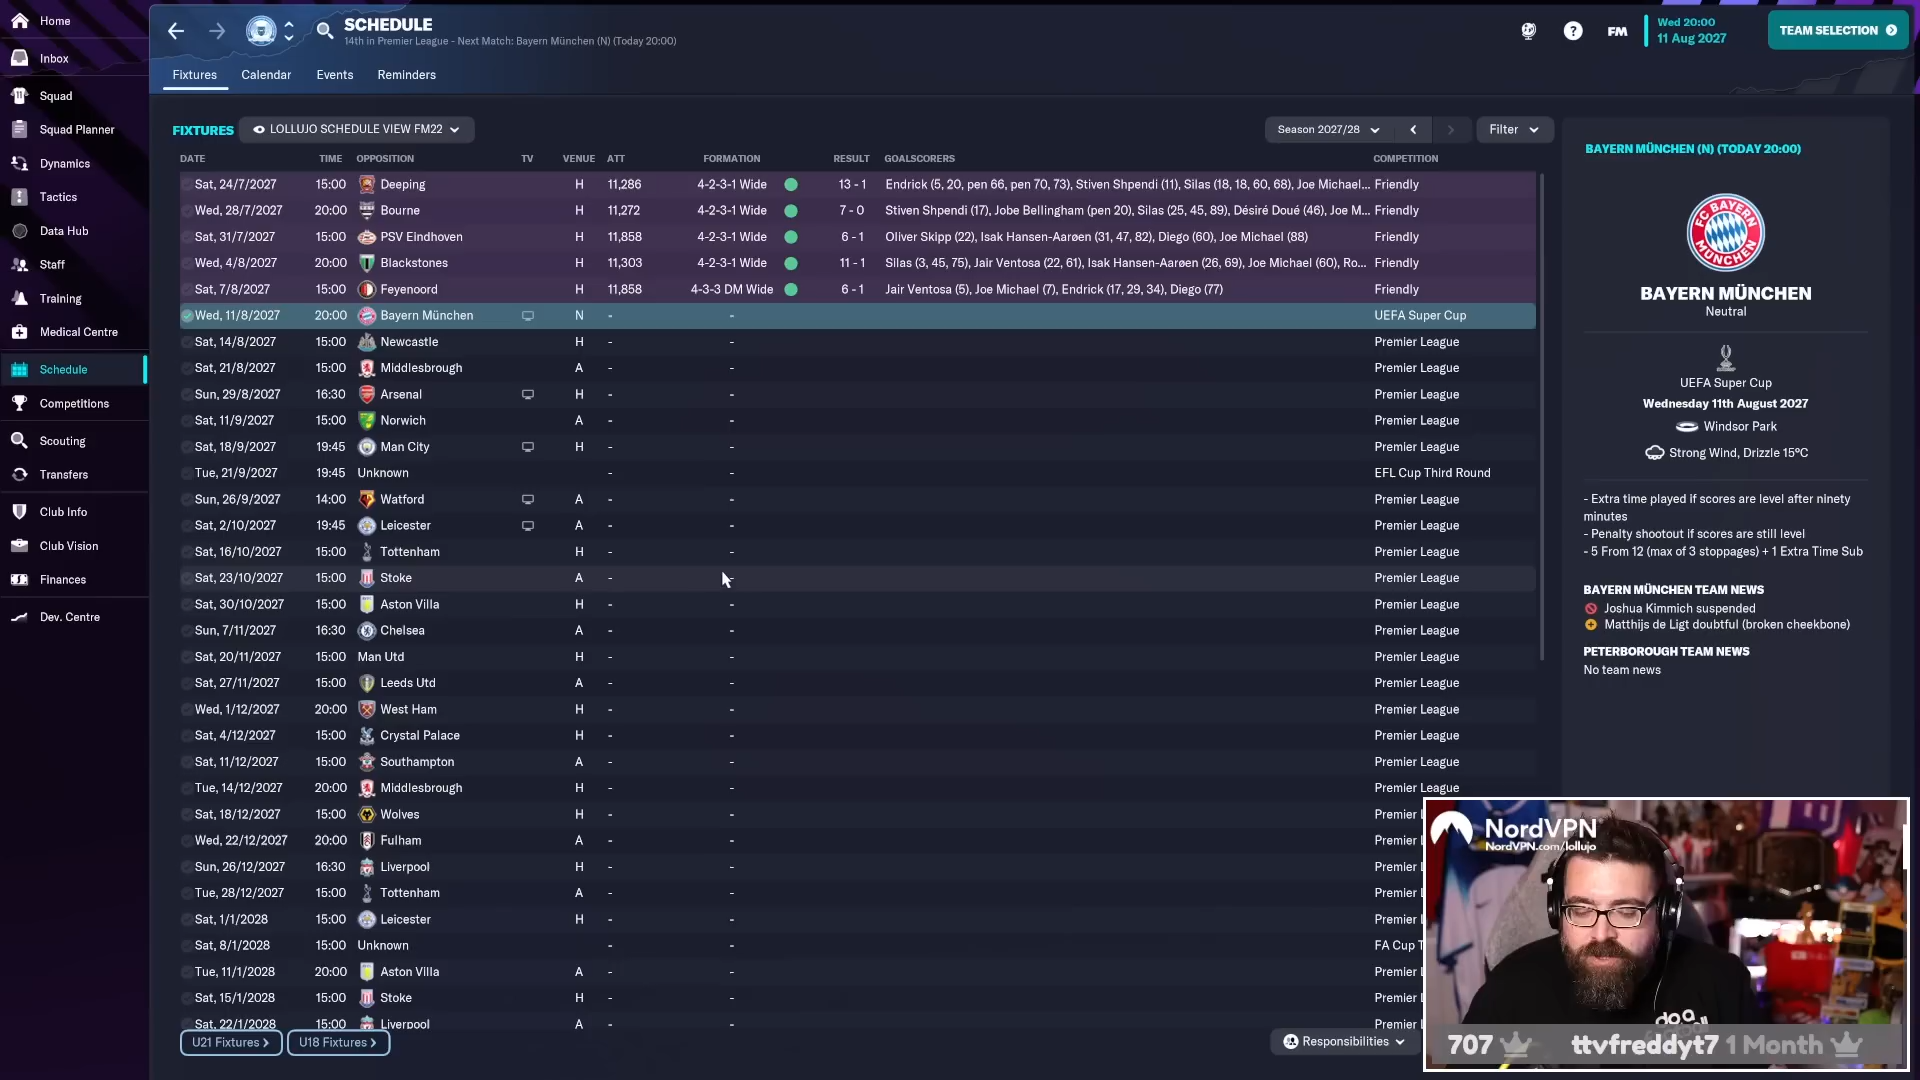 Home
Inbox
Squad
Squad Planner
Dynamics
Tactics
Data Hub
Staff
Training
Medical Centre
Schedule
Competitions
Scouting
Transfers
Club Info
Club Vision
Finances
Dev. Centre
SCHEDULE
14th in Premier League - Next Match: Bayern München (N) (Today 20:00)
FM
Wed 20:00
11 Aug 2027
TEAM SELECTION
Fixtures Calendar Events Reminders
FIXTURES LOLLUJO SCHEDULE VIEW FM22 Season 2027/28 Filter
DATE TIME OPPOSITION TV VENUE ATT FORMATION RESULT GOALSCORERS COMPETITION
Sat, 24/7/2027 15:00 Deeping H 11,286 4-2-3-1 Wide 13 - 1 Endrick (5, 20, pen 66, pen 70, 73), Stiven Shpendi (11), Silas (18, 18, 60, 68), Joe Michael... Friendly
Wed, 28/7/2027 20:00 Bourne H 11,272 4-2-3-1 Wide 7 - 0 Stiven Shpendi (17), Jobe Bellingham (pen 20), Silas (25, 45, 89), Désiré Doué (46), Joe M... Friendly
Sat, 31/7/2027 15:00 PSV Eindhoven H 11,858 4-2-3-1 Wide 6 - 1 Oliver Skipp (22), Isak Hansen-Aarøen (31, 47, 82), Diego (60), Joe Michael (88) Friendly
Wed, 4/8/2027 20:00 Blackstones H 11,303 4-2-3-1 Wide 11 - 1 Silas (3, 45, 75), Jair Ventosa (22, 61), Isak Hansen-Aarøen (26, 69), Joe Michael (60), Ro... Friendly
Sat, 7/8/2027 15:00 Feyenoord H 11,858 4-3-3 DM Wide 6 - 1 Jair Ventosa (5), Joe Michael (7), Endrick (17, 29, 34), Diego (77) Friendly
Wed, 11/8/2027 20:00 Bayern München N - - UEFA Super Cup
Sat, 14/8/2027 15:00 Newcastle H - - Premier League
Sat, 21/8/2027 15:00 Middlesbrough A - - Premier League
Sun, 29/8/2027 16:30 Arsenal H - - Premier League
Sat, 11/9/2027 15:00 Norwich A - - Premier League
Sat, 18/9/2027 19:45 Man City H - - Premier League
Tue, 21/9/2027 19:45 Unknown - - EFL Cup Third Round
Sun, 26/9/2027 14:00 Watford A - - Premier League
Sat, 2/10/2027 19:45 Leicester A - - Premier League
Sat, 16/10/2027 15:00 Tottenham H - - Premier League
Sat, 23/10/2027 15:00 Stoke A - - Premier League
Sat, 30/10/2027 15:00 Aston Villa H - - Premier League
Sun, 7/11/2027 16:30 Chelsea A - - Premier League
Sat, 20/11/2027 15:00 Man Utd H - - Premier League
Sat, 27/11/2027 15:00 Leeds Utd A - - Premier League
Wed, 1/12/2027 20:00 West Ham H - - Premier League
Sat, 4/12/2027 15:00 Crystal Palace H - - Premier League
Sat, 11/12/2027 15:00 Southampton A - - Premier League
Tue, 14/12/2027 20:00 Middlesbrough H - - Premier League
Sat, 18/12/2027 15:00 Wolves H - - Premier L
Wed, 22/12/2027 20:00 Fulham A - - Premier L
Sun, 26/12/2027 16:30 Liverpool H - - Premier L
Tue, 28/12/2027 15:00 Tottenham A - - Premier L
Sat, 1/1/2028 15:00 Leicester H - - Premier L
Sat, 8/1/2028 15:00 Unknown - - FA Cup T
Tue, 11/1/2028 20:00 Aston Villa A - - Premier L
Sat, 15/1/2028 15:00 Stoke H - - Premier L
Sat, 22/1/2028 15:00 Liverpool A - - Premier L
U21 Fixtures > U18 Fixtures > Responsibilities
BAYERN MÜNCHEN (N) (TODAY 20:00)
FC BAYERN
MÜNCHEN
BAYERN MÜNCHEN
Neutral
UEFA Super Cup
Wednesday 11th August 2027
Windsor Park
Strong Wind, Drizzle 15°C
- Extra time played if scores are level after ninety
minutes
- Penalty shootout if scores are still level
- 5 From 12 (max of 3 stoppages) + 1 Extra Time Sub
BAYERN MÜNCHEN TEAM NEWS
Joshua Kimmich suspended
Matthijs de Ligt doubtful (broken cheekbone)
PETERBOROUGH TEAM NEWS
No team news
NordVPN
NordVPN.com/lollujo
707 ttvfreddyt7 1 Month